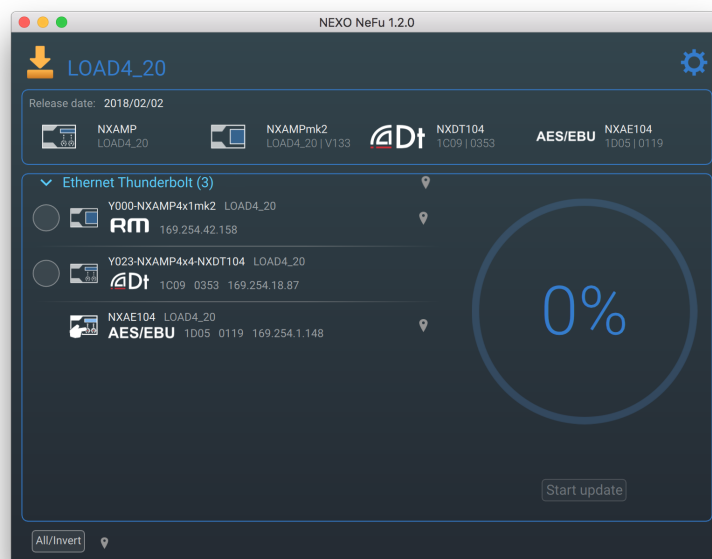 NEXO NeFu 1.2.0
LOAD4_20
Release date: 2018/02/02
NXAMP
LOAD4_20
NXAMPmk2
LOAD4_20 | V133
Dt
NXDT104
1C09 | 0353
AES/EBU
NXAE104
1D05 | 0119
Ethernet Thunderbolt (3)
Y000-NXAMP4x1mk2 LOAD4_20
RM 169.254.42.158
Y023-NXAMP4x4-NXDT104 LOAD4_20
Dt 1C09 0353 169.254.18.87
NXAE104 LOAD4_20
AES/EBU 1D05 0119 169.254.1.148
0%
Start update
All/Invert